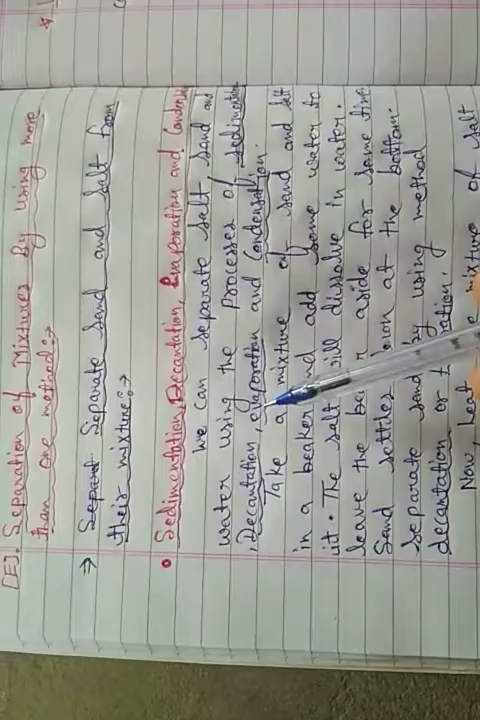 [E]. Separation of Mixtures By using more
than one method :→
→ Separate Sand and salt from
their mixture :→
• Sedimentation, Decantation, Evaporation and Condens
we can separate salt, sand and
water using the processes of sedimentation
, Decantation, evaporation and Condensation.
Take a mixture of sand and salt
in a beaker and add some water to
it. The salt will dissolve in water.
leave the aside for some time
Sand settles down at the bottom.
separate sand by using method
decantation or
Now, heat mixture of salt